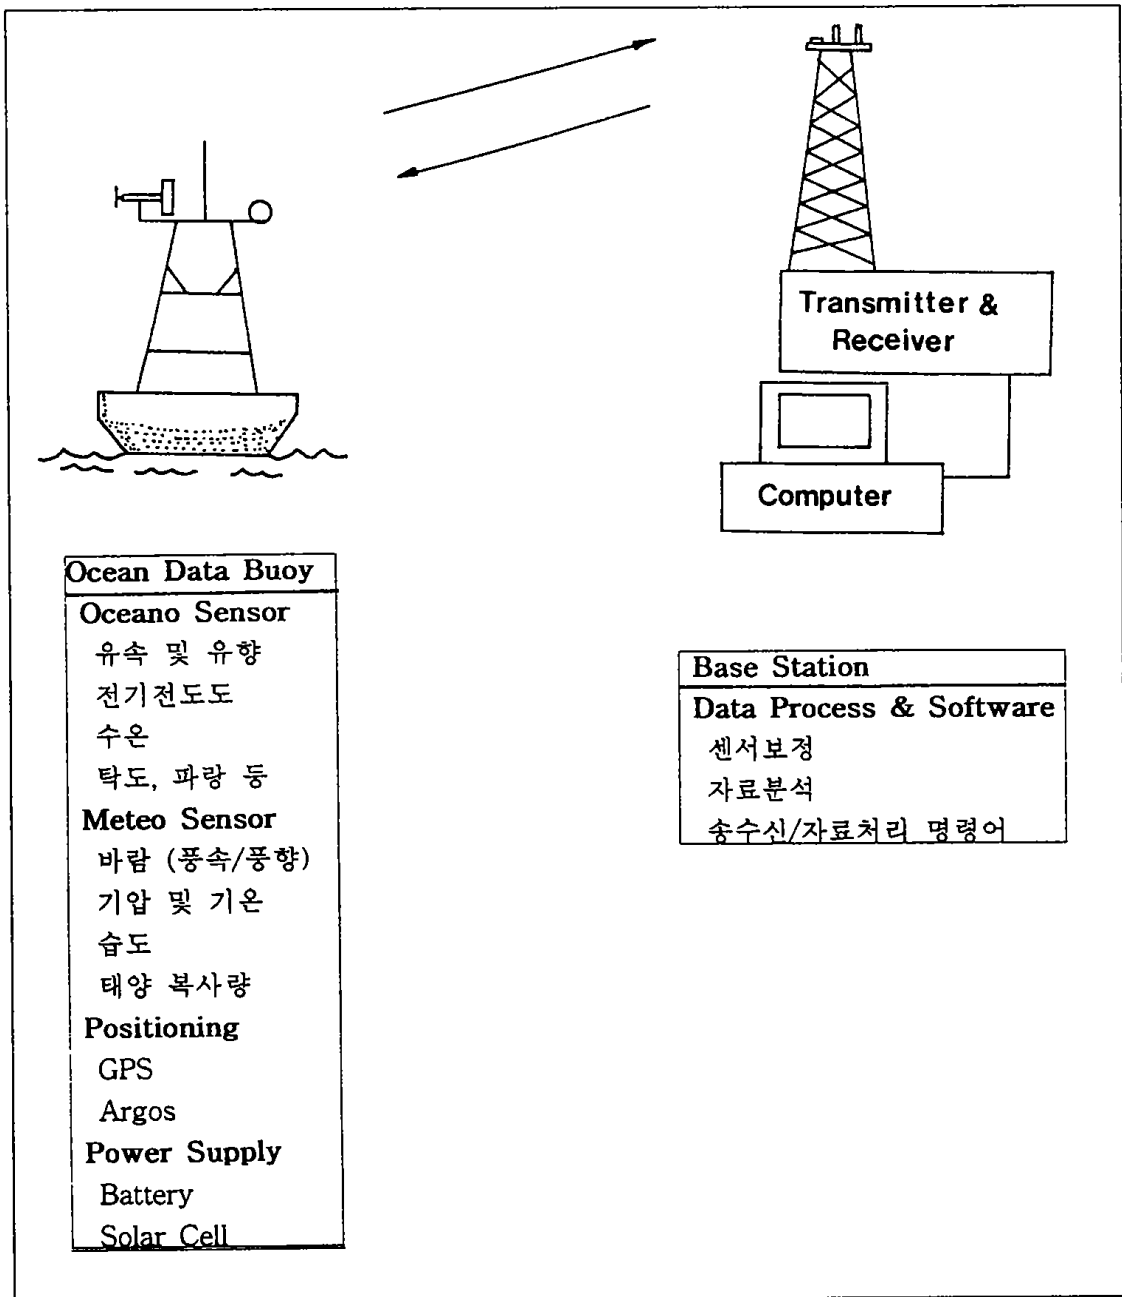 Transmitter &
Receiver
Computer
Ocean Data Buoy
Oceano Sensor
유속 및 유향
전기전도도
수온
탁도, 파랑 등
Meteo Sensor
바람 (풍속/풍향)
기압 및 기온
습도
태양 복사량
Positioning
GPS
Argos
Power Supply
Battery
Solar Cell
Base Station
Data Process & Software
센서보정
자료분석
송수신/자료처리 명령어